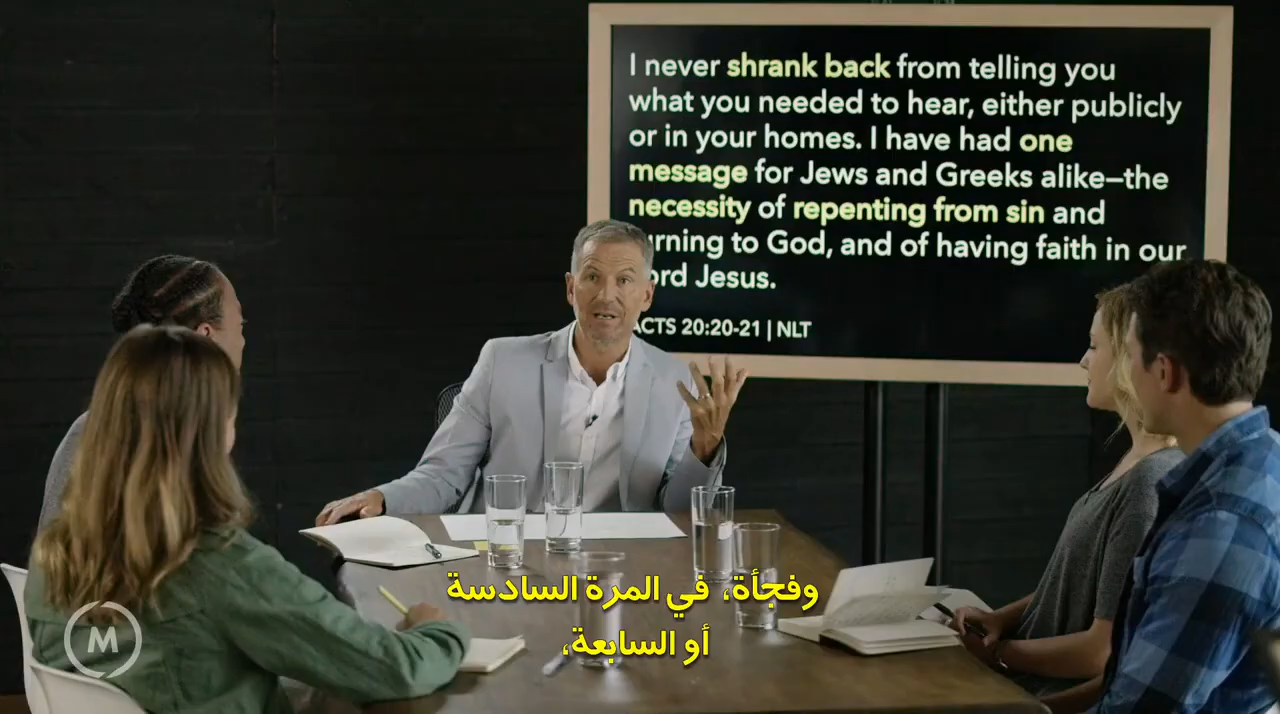 I never shrank back from telling you
what you needed to hear, either publicly
or in your homes. I have had one
message for Jews and Greeks alike—the
necessity of repenting from sin and
to God, and of having faith in our
Jesus.
ACTS 20:20-21 | NLT
وفجأة، في المرة السادسة
أو السابعة،
M